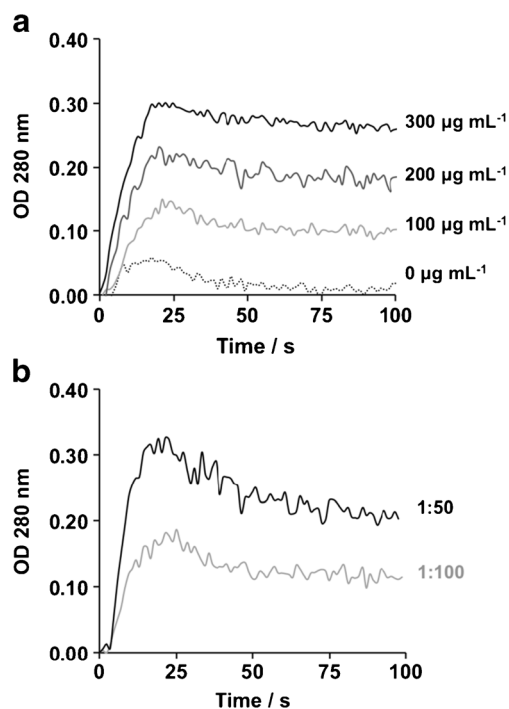 a
0.40
0.30
0.20
0.10
0.00
OD 280 nm
300 µg mL-1
200 µg mL-1
100 µg mL-1
0 µg mL-1
0 25 50 75 100
Time / s
b
0.40
0.30
0.20
0.10
0.00
OD 280 nm
1:50
1:100
0 25 50 75 100
Time / s